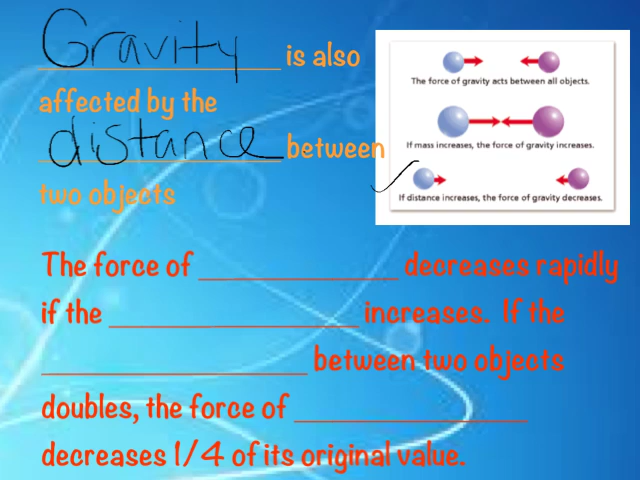 Gravity is also
affected by the
distance between
two objects
The force of gravity acts between all objects.
If mass increases, the force of gravity increases.
If distance increases, the force of gravity decreases.
The force of ______ decreases rapidly
if the ______ increases. If the
______ between two objects
doubles, the force of ______
decreases 1/4 of its original value.